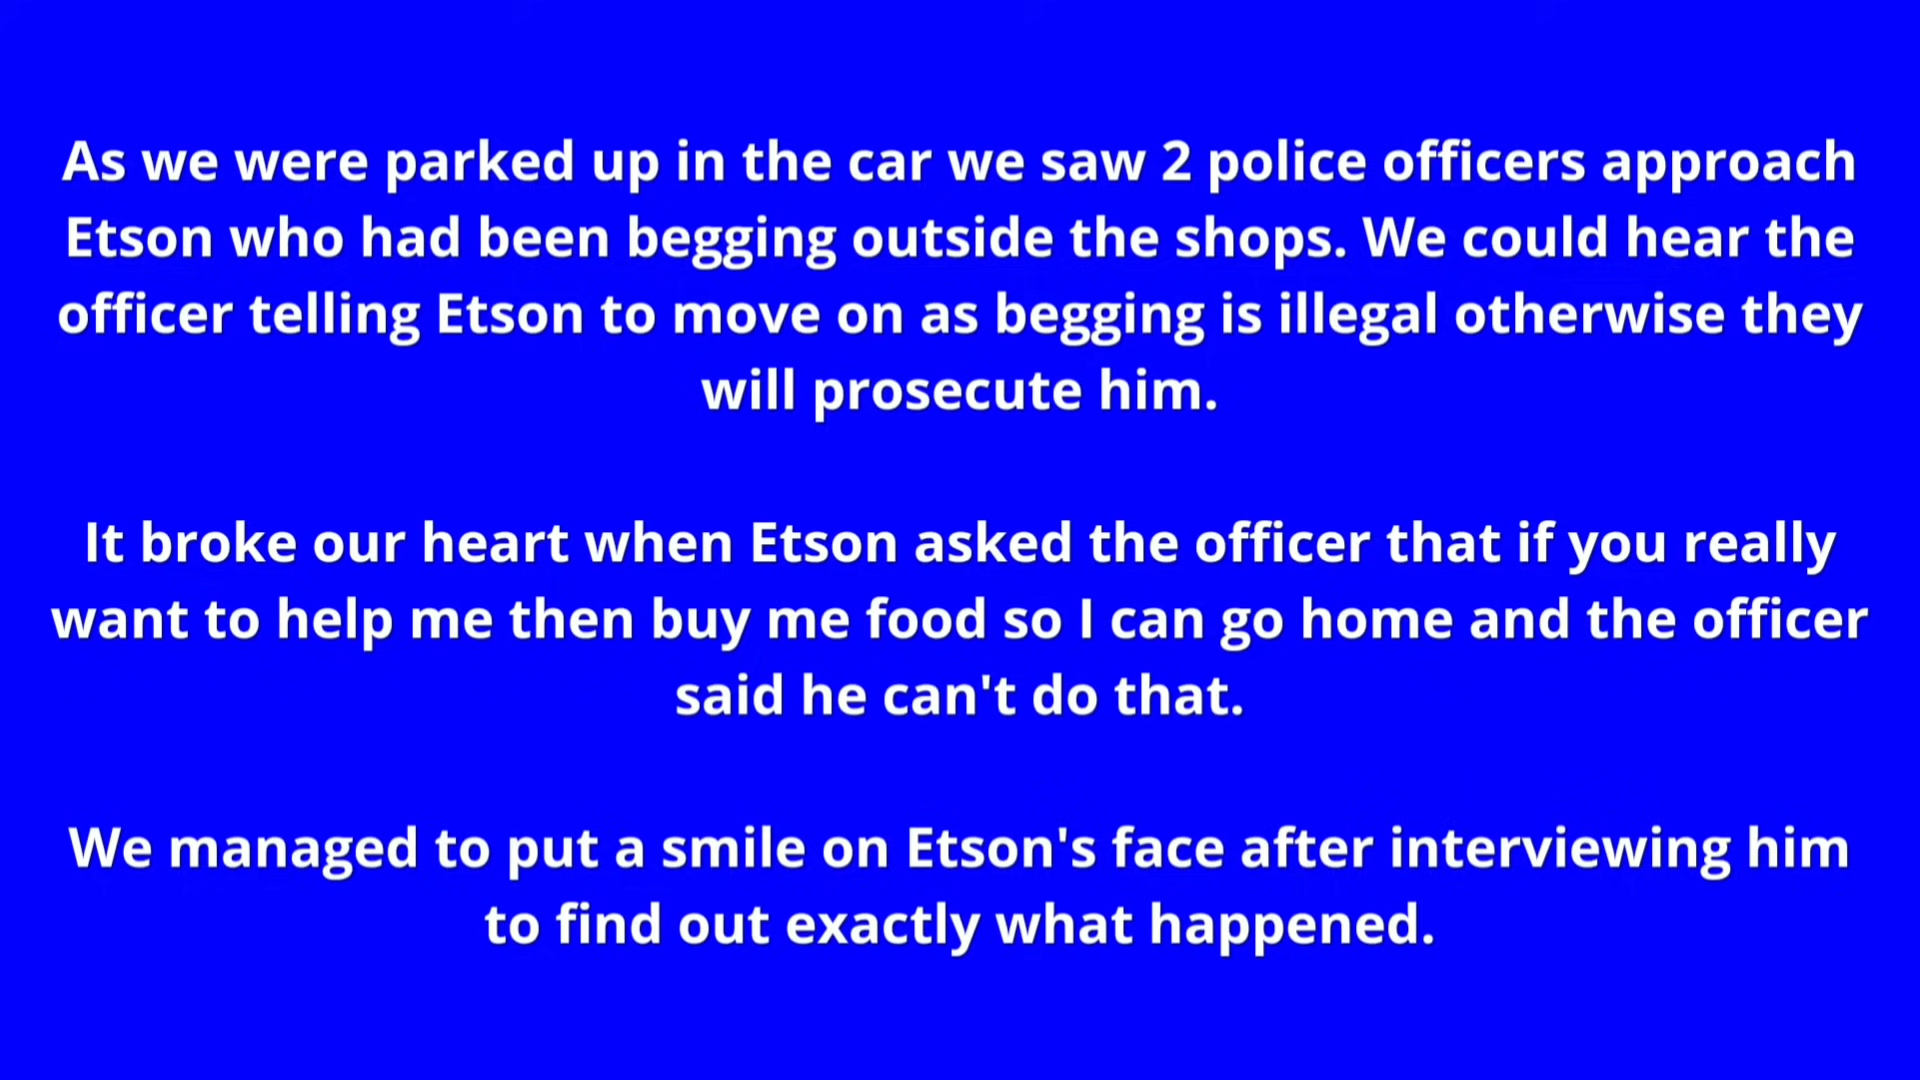 As we were parked up in the car we saw 2 police officers approach
Etson who had been begging outside the shops. We could hear the
officer telling Etson to move on as begging is illegal otherwise they
will prosecute him.
It broke our heart when Etson asked the officer that if you really
want to help me then buy me food so I can go home and the officer
said he can't do that.
We managed to put a smile on Etson's face after interviewing him
to find out exactly what happened.